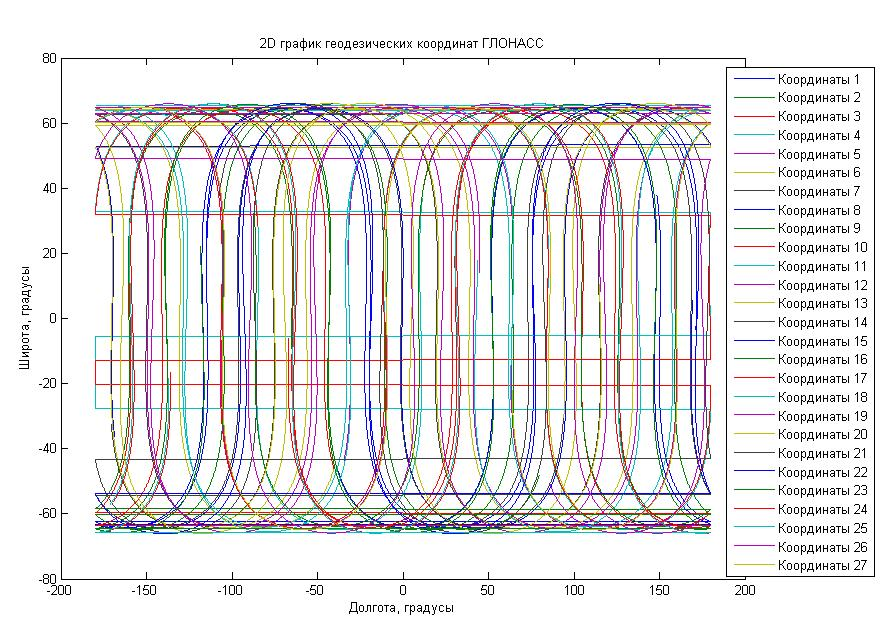 2D график геодезических координат ГЛОНАСС
80
60
40
20
0
-20
-40
-60
-80
Широта, градусы
-200
-150
-100
-50
0
50
100
150
200
Долгота, градусы
Координаты 1
Координаты 2
Координаты 3
Координаты 4
Координаты 5
Координаты 6
Координаты 7
Координаты 8
Координаты 9
Координаты 10
Координаты 11
Координаты 12
Координаты 13
Координаты 14
Координаты 15
Координаты 16
Координаты 17
Координаты 18
Координаты 19
Координаты 20
Координаты 21
Координаты 22
Координаты 23
Координаты 24
Координаты 25
Координаты 26
Координаты 27